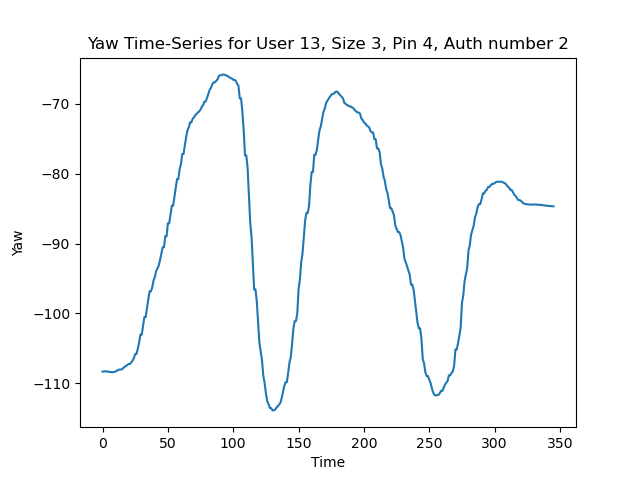 Yaw Time-Series for User 13, Size 3, Pin 4, Auth number 2
Yaw
−70
−80
−90
−100
−110
0 50 100 150 200 250 300 350
Time